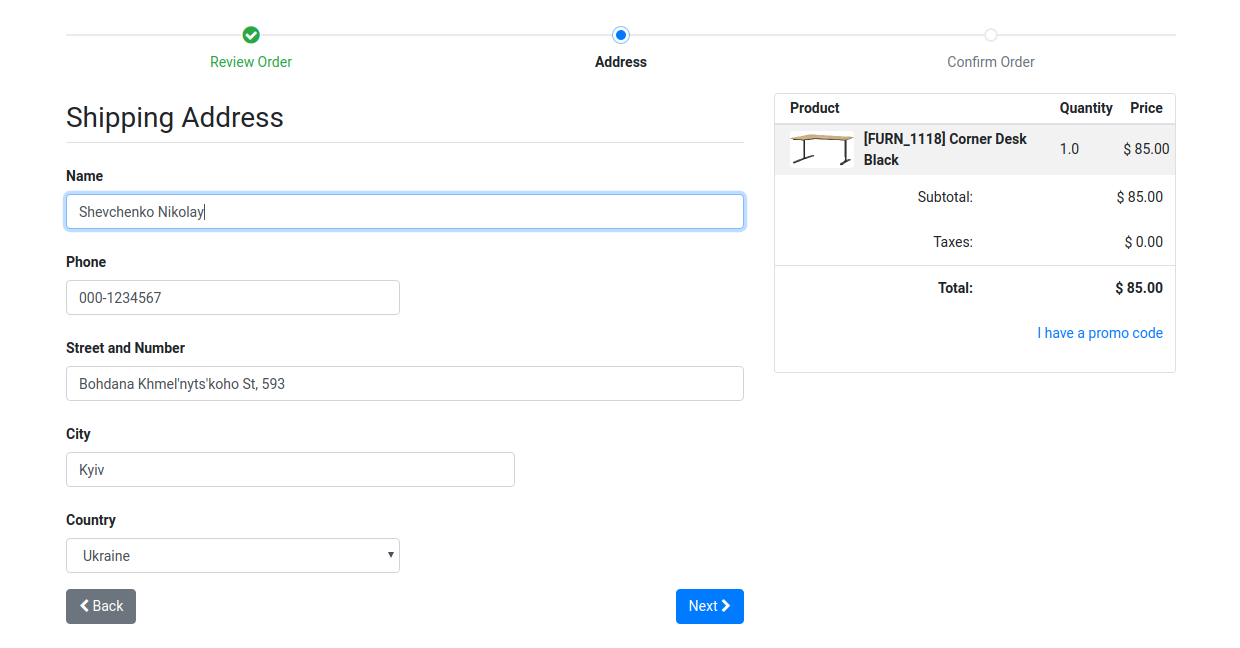 Review Order
Address
Confirm Order
Shipping Address
Name
Shevchenko Nikolay
Phone
000-1234567
Street and Number
Bohdana Khmel'nyts'koho St, 593
City
Kyiv
Country
Ukraine
Back
Next
Product Quantity Price
[FURN_1118] Corner Desk
Black
1.0 $ 85.00
Subtotal: $ 85.00
Taxes: $ 0.00
Total: $ 85.00
I have a promo code